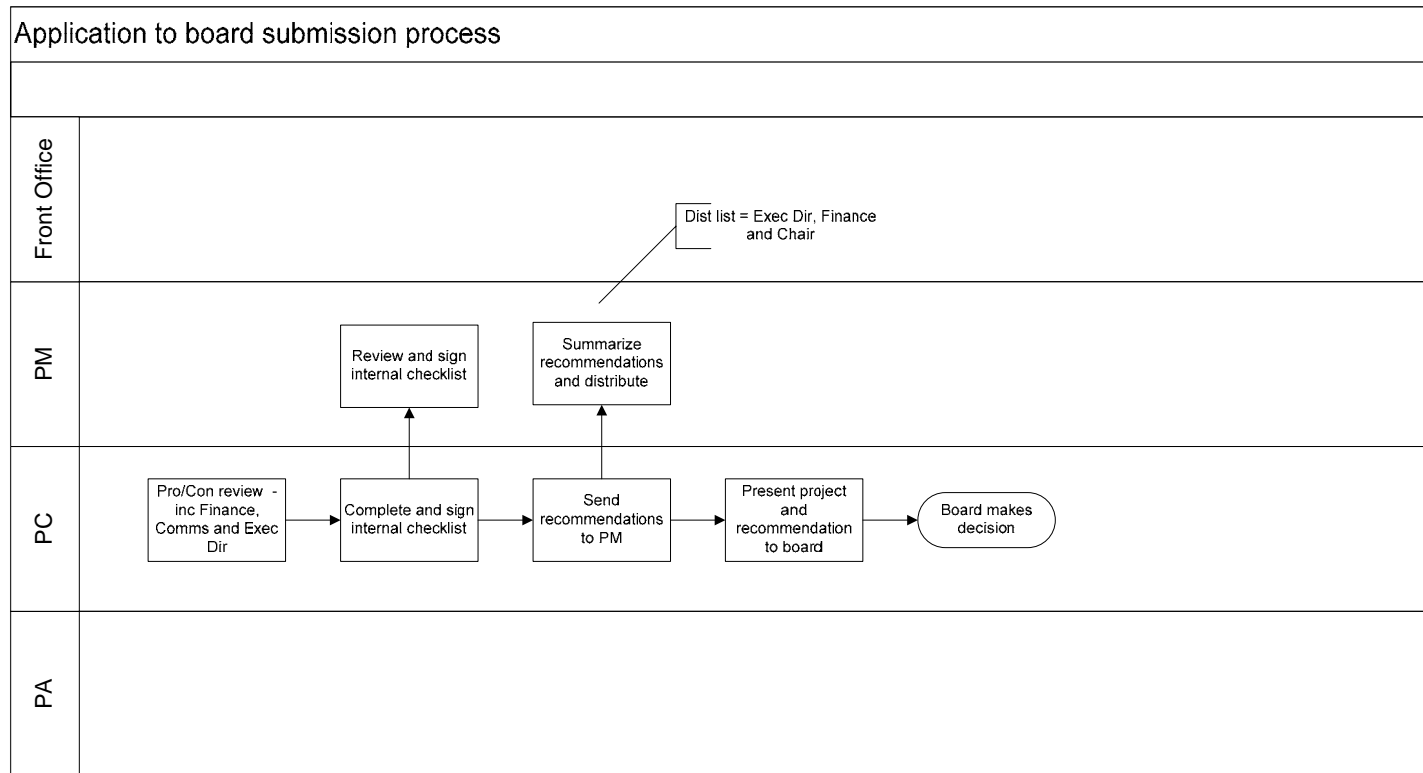 Application to board submission process
Front Office
Dist list = Exec Dir, Finance
and Chair
PM
Review and sign
internal checklist
Summarize
recommendations
and distribute
PC
Pro/Con review -
inc Finance,
Comms and Exec
Dir
Complete and sign
internal checklist
Send
recommendations
to PM
Present project
and
recommendation
to board
Board makes
decision
PA